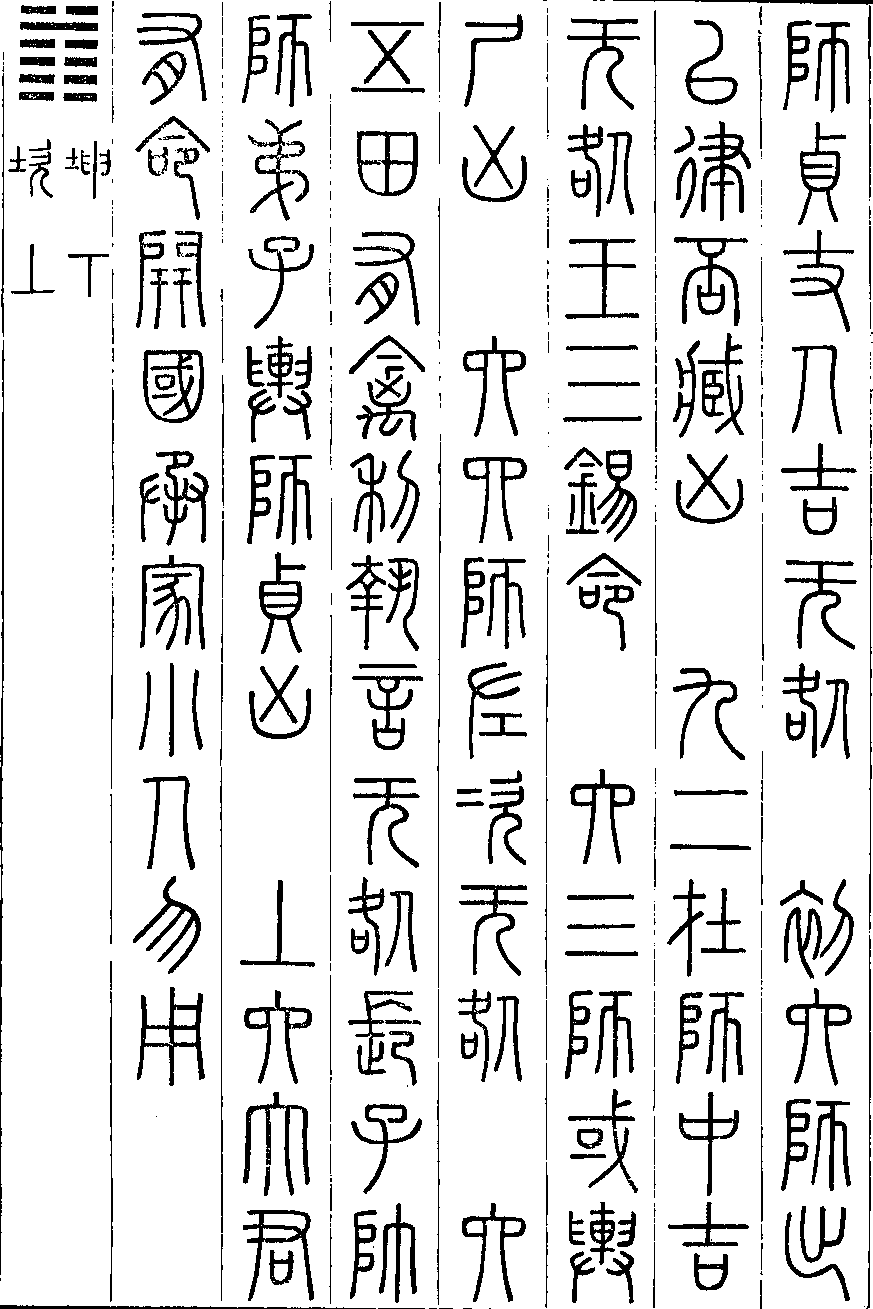 師貞丈人吉无咎　初六師出
以律否臧凶　九二在師中吉
无咎王三錫命　六三師或輿
尸凶　六四師左次无咎　六
五田有禽利執言无咎長子帥
師弟子輿師貞凶　上六大君
有命開國承家小人勿用
坤下
坎上